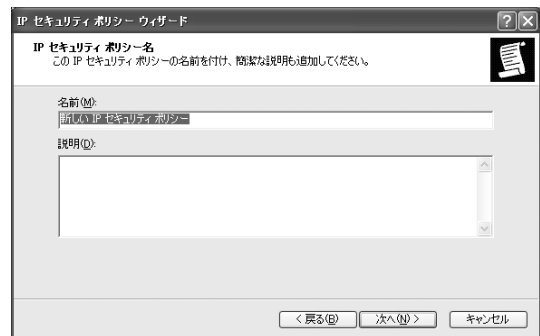 IP セキュリティ ポリシー ウィザード
IP セキュリティ ポリシー名
この IP セキュリティ ポリシーの名前を付け、簡潔な説明も追加してください。
名前(M):
新しい IP セキュリティ ポリシー
説明(D):
< 戻る(B)
次へ(N) >
キャンセル